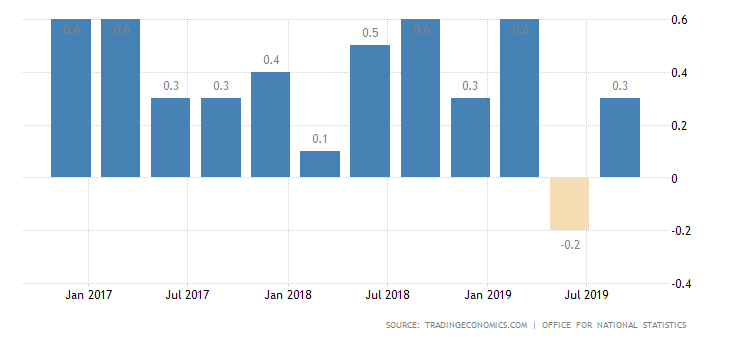 0.6 0.6 0.3 0.3 0.4 0.1 0.5 0.6 0.3 0.6 -0.2 0.3
0.6
0.4
0.2
0
-0.2
-0.4
Jan 2017 Jul 2017 Jan 2018 Jul 2018 Jan 2019 Jul 2019
SOURCE: TRADINGECONOMICS.COM | OFFICE FOR NATIONAL STATISTICS